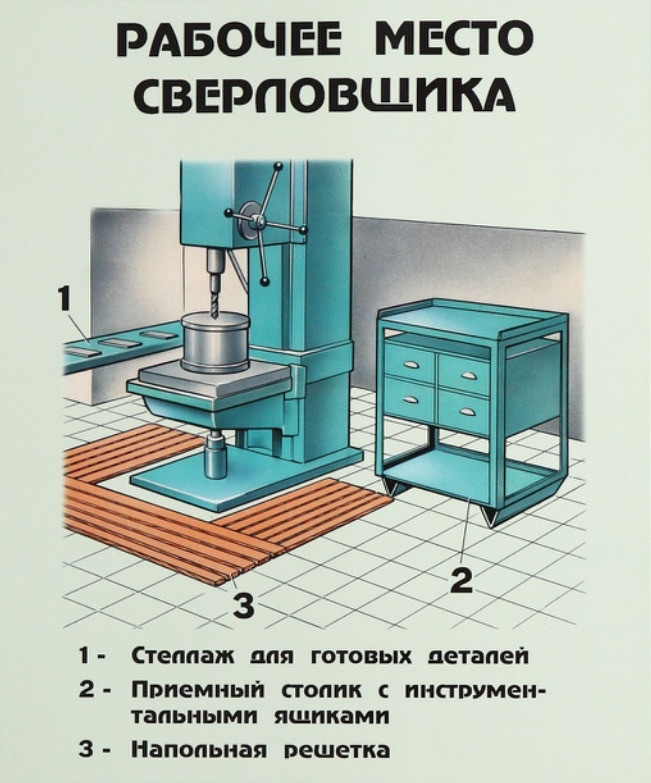 РАБОЧЕЕ МЕСТО
СВЕРЛОВЩИКА
1
2
3
1 - Стеллаж для готовых деталей
2 - Приемный столик с инструмен-
тальными ящиками
3 - Напольная решетка